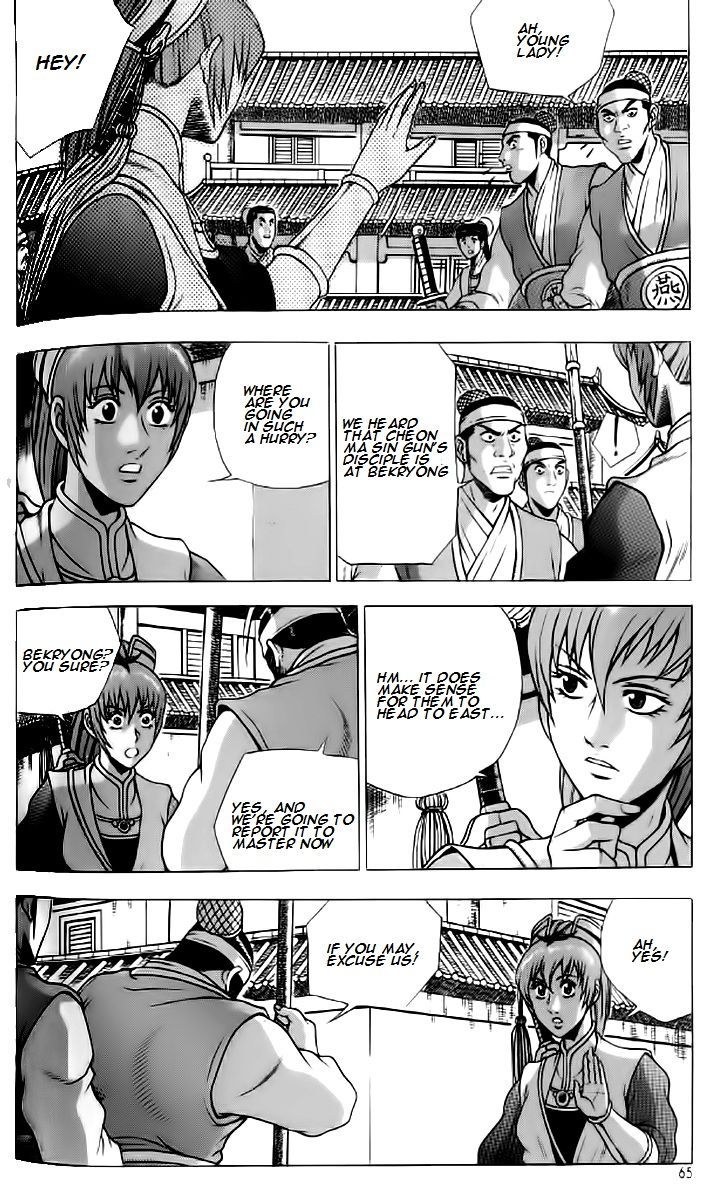 HEY!
AH,
YOUNG
LADY!
燕
WHERE
ARE YOU
GOING
IN SUCH
A HURRY?
WE HEARD
THAT CHEON
MA SIN GUN'S
DISCIPLE IS
AT BEKRYONG
!
BEKRYONG?
YOU SURE?
YES, AND
WE'RE GOING TO
REPORT IT TO
MASTER NOW
HM... IT DOES
MAKE SENSE
FOR THEM TO
HEAD TO EAST...
IF YOU MAY,
EXCUSE US!
AH,
YES!
65